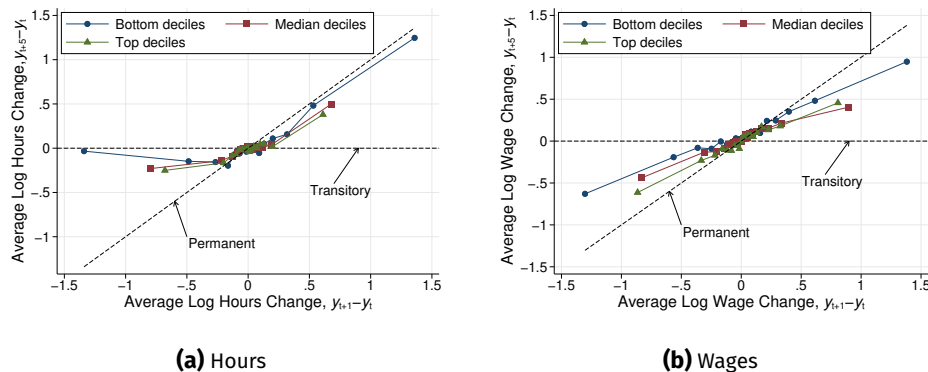 Average Log Hours Change, yₜ₊₅−yₜ
Bottom deciles
Median deciles
Top deciles
1.5
1
.5
0
−.5
−1
Transitory
Permanent
−1.5
−1
−.5
0
.5
1
1.5
Average Log Hours Change, yₜ₊₁−yₜ
(a) Hours
Average Log Wage Change, yₜ₊₅−yₜ
Bottom deciles
Median deciles
Top deciles
1.5
1
.5
0
−.5
−1
−1.5
Transitory
Permanent
−1.5
−1
−.5
0
.5
1
1.5
Average Log Wage Change, yₜ₊₁−yₜ
(b) Wages